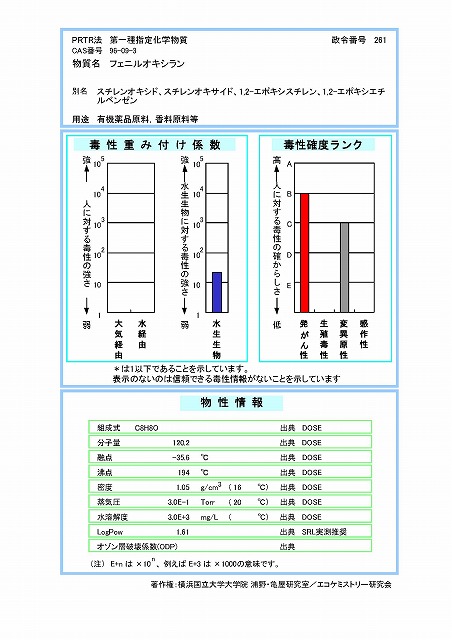 PRTR法 第一種指定化学物質 政令番号 261
CAS番号 96-09-3
物質名 フェニルオキシラン
別名 スチレンオキシド、スチレンオキサイド、1,2-エポキシスチレン、1,2-エポキシエチ
ルベンゼン
用途 有機薬品原料，香料原料等
毒性重み付け係数
強
人に対する毒性の強さ
弱
10^5
10^4
10^3
10^2
10
1
大気経由
水経由
強
水生生物に対する毒性の強さ
弱
10^5
10^4
10^3
10^2
10
1
水生生物
毒性確度ランク
高
人に対する毒性の確からしさ
低
A
B
C
D
E
発がん性
生殖毒性
変異原性
感作性
＊は1以下であることを示しています。
表示のないのは信頼できる毒性情報がないことを示しています
物性情報
組成式 C8H8O 出典 DOSE
分子量 120.2 出典 DOSE
融点 -35.6 ℃ 出典 DOSE
沸点 194 ℃ 出典 DOSE
密度 1.05 g/cm3 (16 ℃) 出典 DOSE
蒸気圧 3.0E-1 Torr (20 ℃) 出典 DOSE
水溶解度 3.0E+3 mg/L ( ℃) 出典 DOSE
LogPow 1.61 出典 SRL実測推奨
オゾン層破壊係数(ODP) 出典
（注） E+n は ×10^n、例えば E+3 は ×1000の意味です。
著作権：横浜国立大学大学院 浦野・亀屋研究室／エコケミストリー研究会